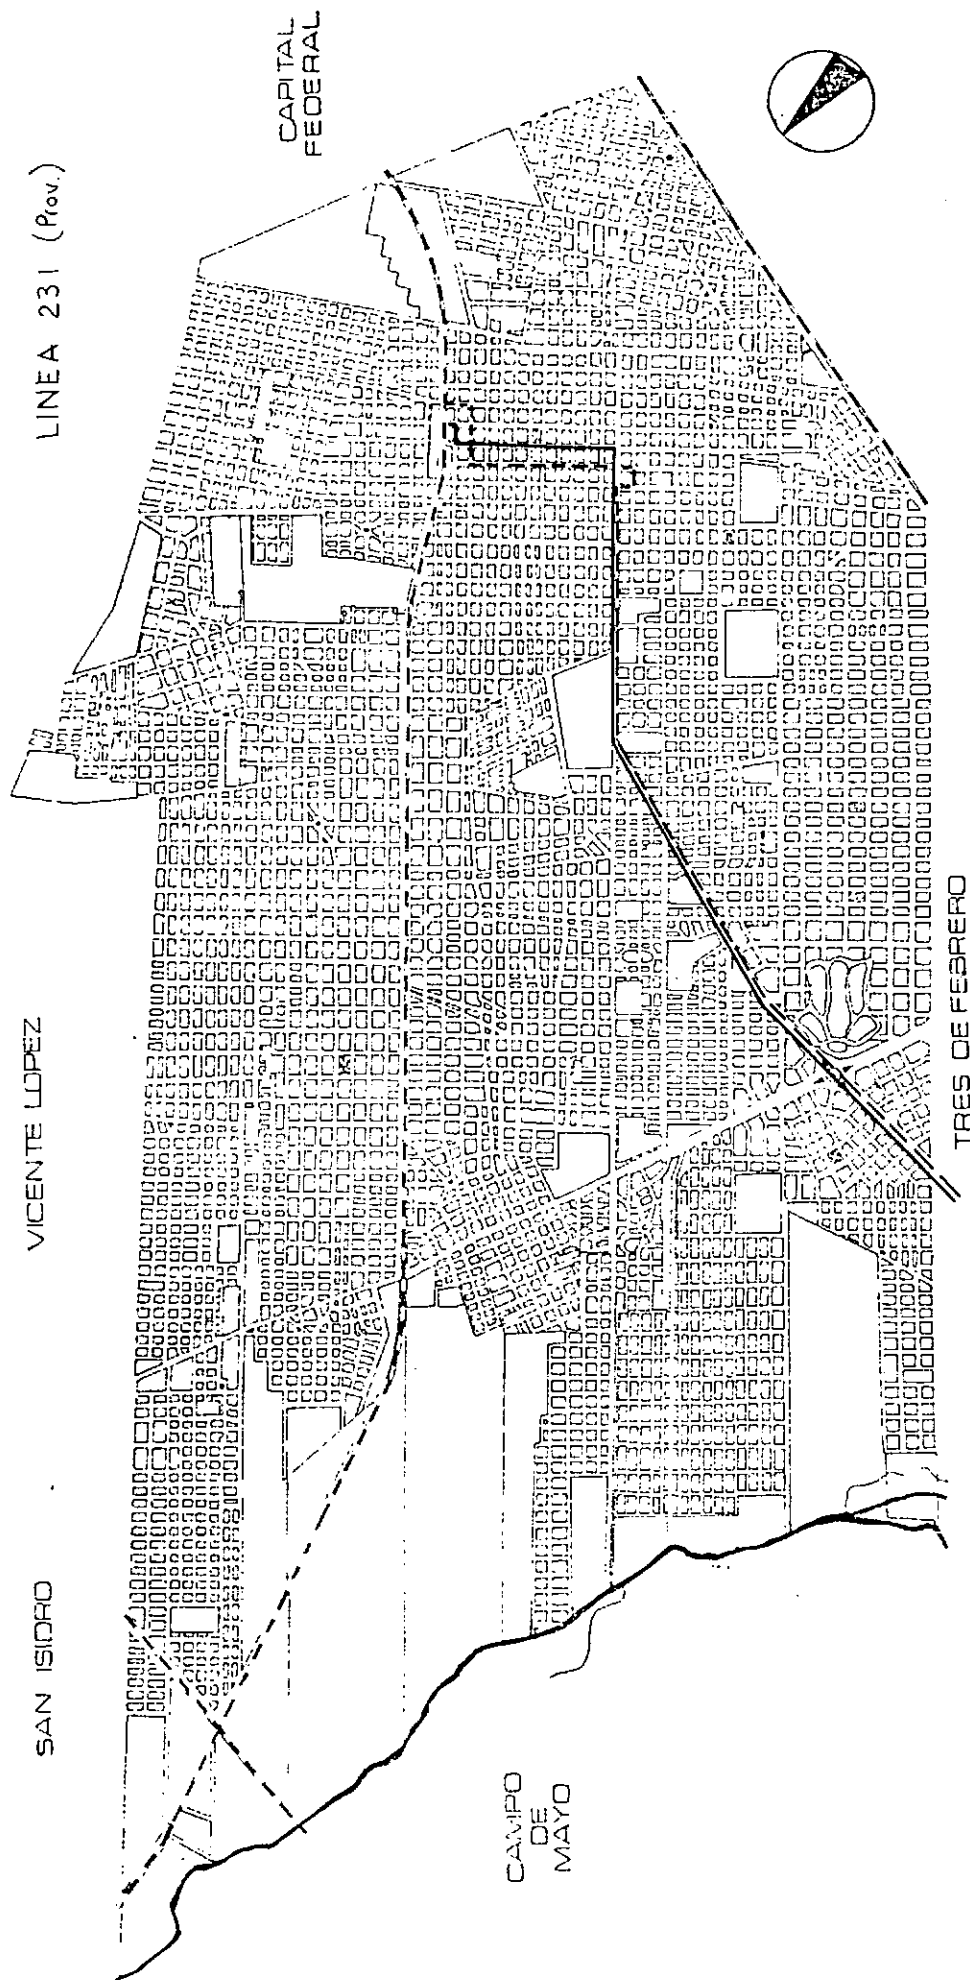 LINEA 231 (Prov.)
CAPITAL
FEDERAL
VICENTE LOPEZ
SAN ISIDRO
CAMPO
DE
MAYO
TRES DE FEBRERO